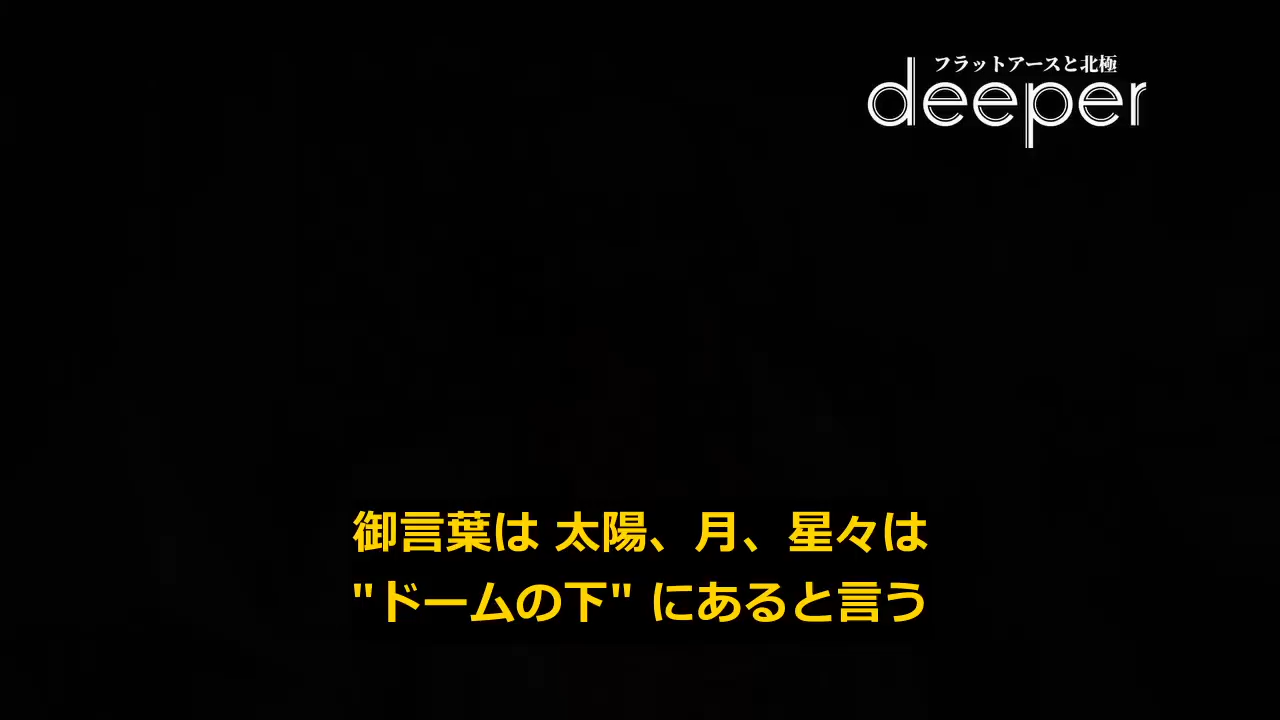 フラットアースと北極
deeper
御言葉は 太陽、月、星々は
"ドームの下" にあると言う